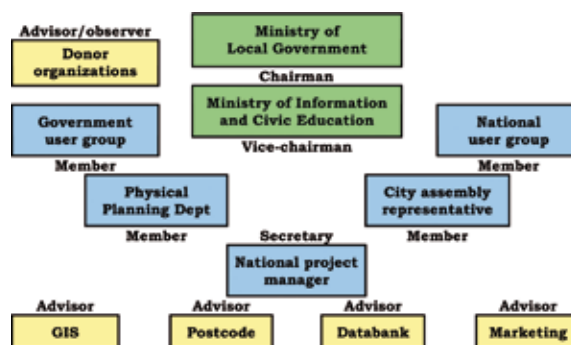 Advisor/observer
Donor
organizations
Ministry of
Local Government
Chairman
Ministry of Information
and Civic Education
Vice-chairman
Government
user group
Member
National
user group
Member
Physical
Planning Dept
Member
City assembly
representative
Member
Secretary
National project
manager
Advisor
GIS
Advisor
Postcode
Advisor
Databank
Advisor
Marketing